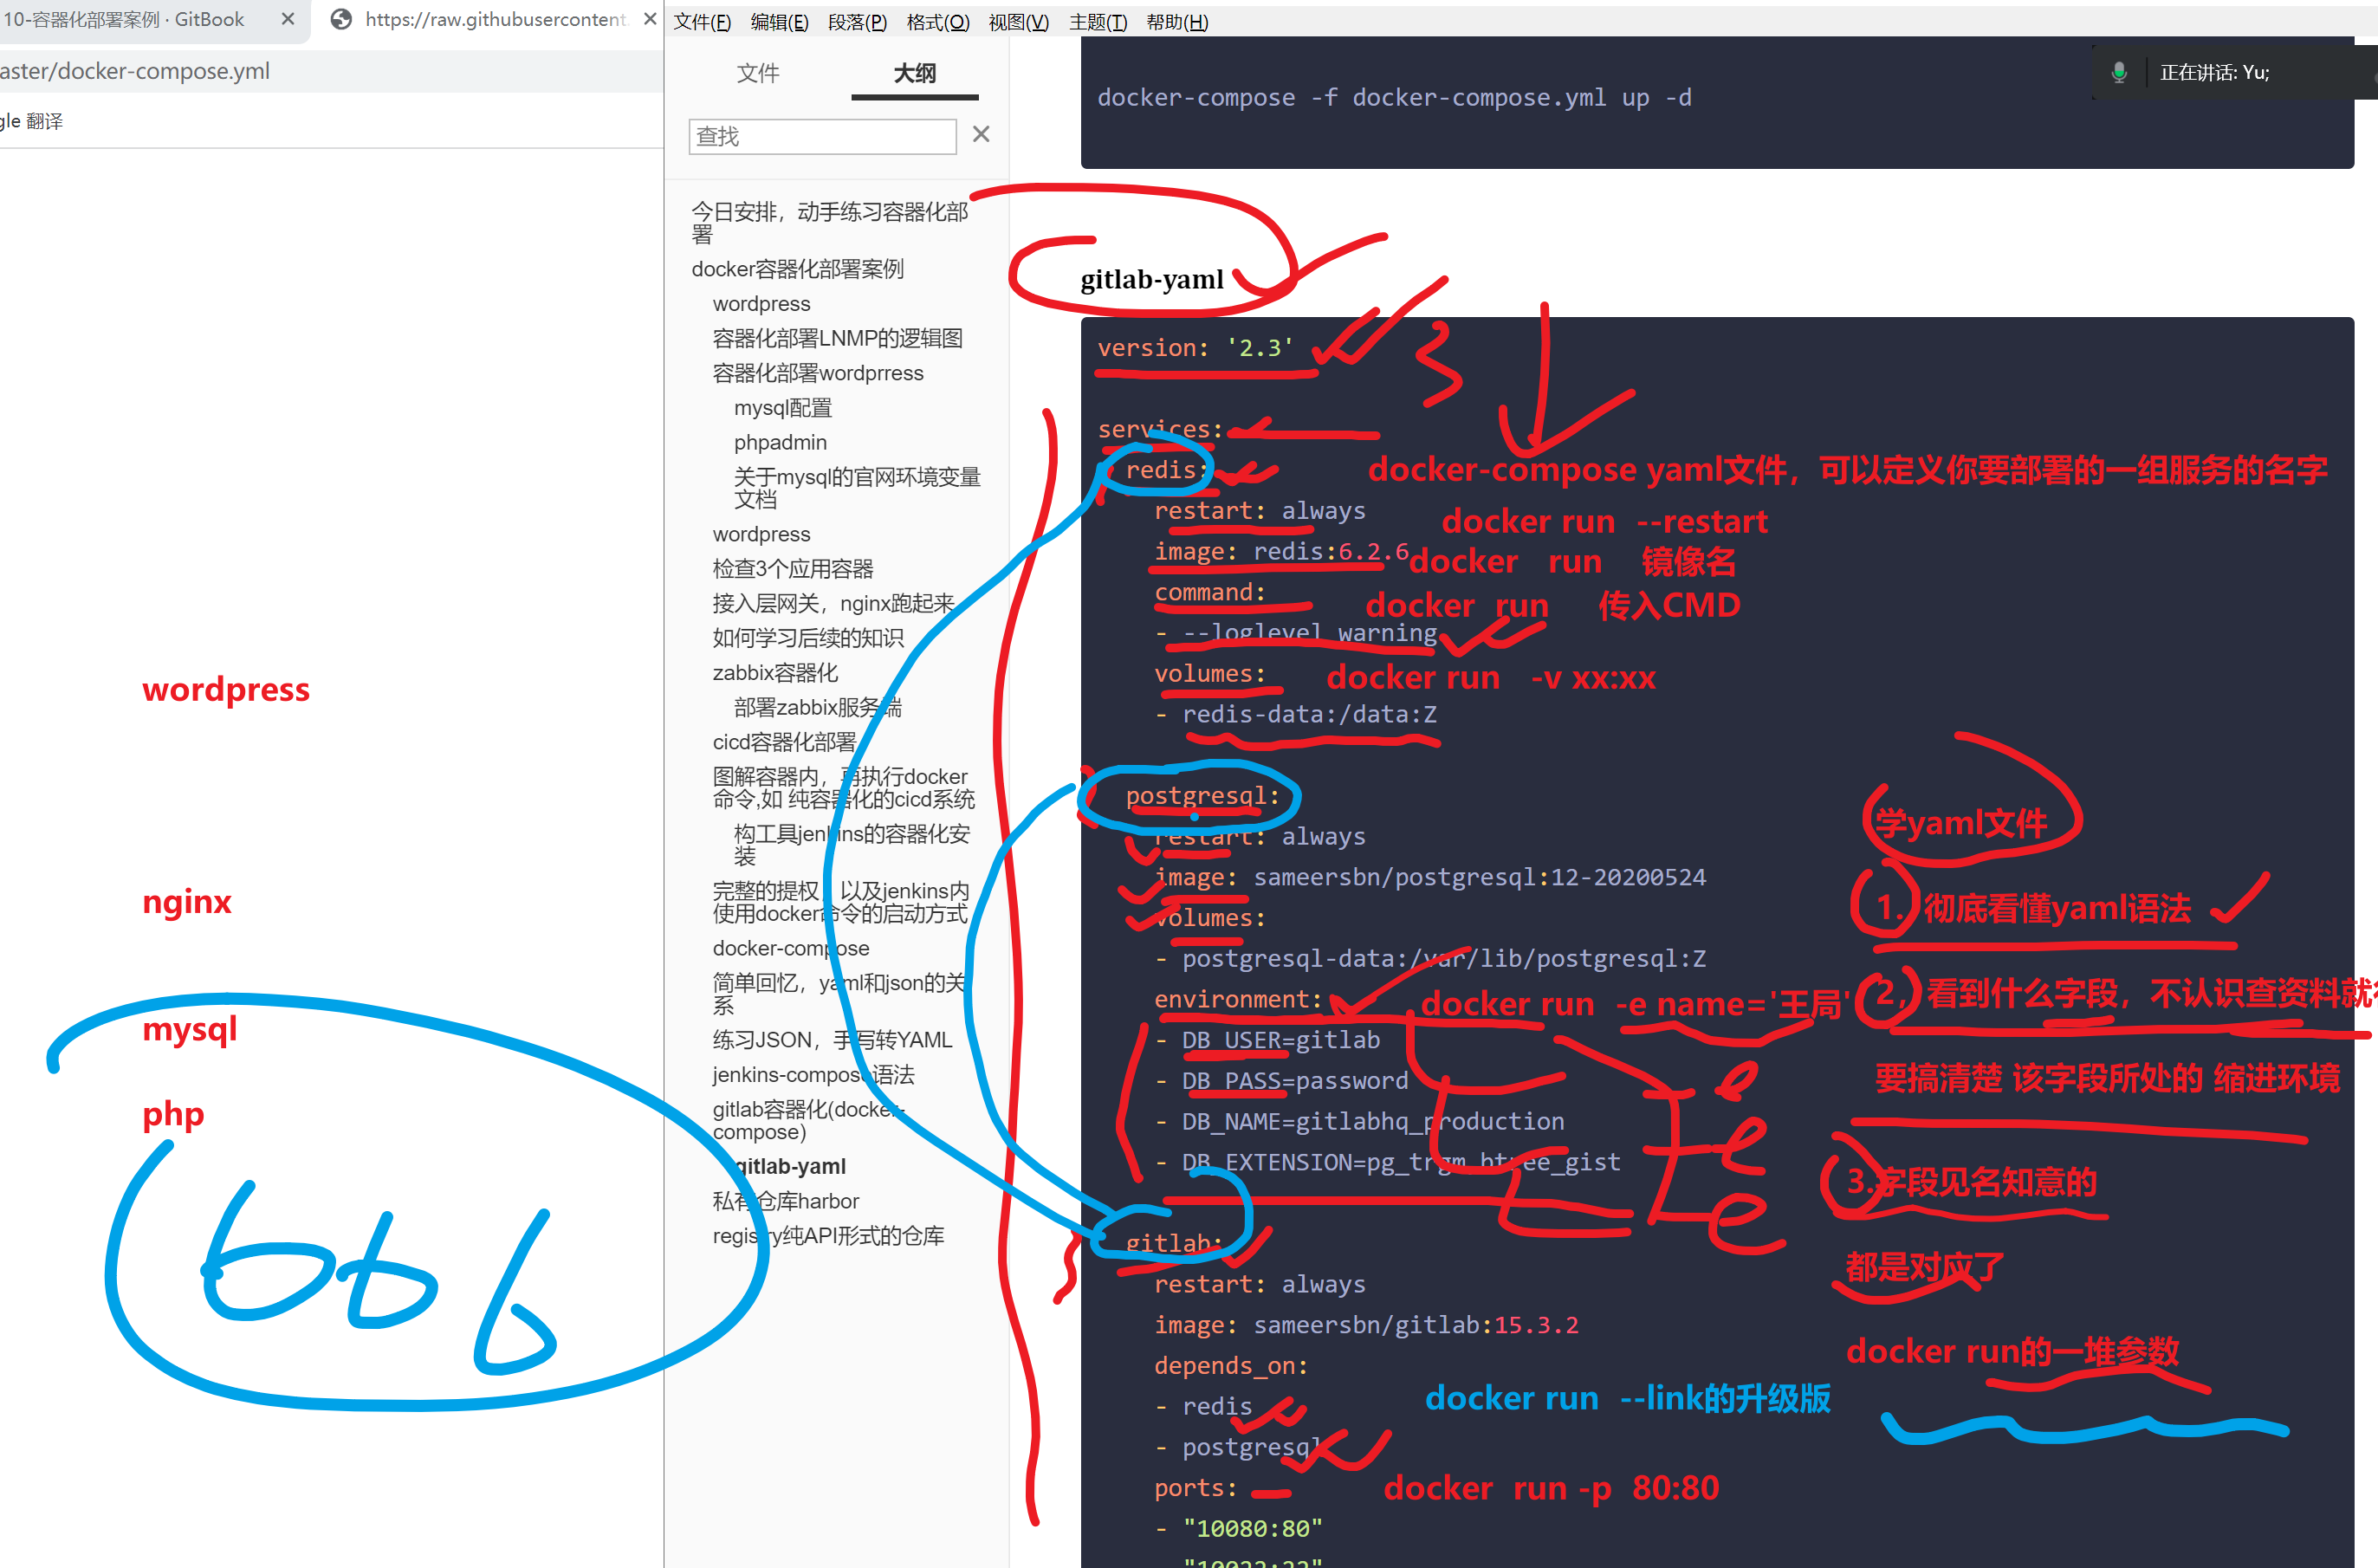 10-容器化部署案例 · GitBook
https://raw.githubusercontent.
aster/docker-compose.yml
gle 翻译
wordpress
nginx
mysql
php
文件(F) 编辑(E) 段落(P) 格式(O) 视图(V) 主题(T) 帮助(H)
文件 大纲
查找
今日安排，动手练习容器化部
署
docker容器化部署案例
wordpress
容器化部署LNMP的逻辑图
容器化部署wordprress
mysql配置
phpadmin
关于mysql的官网环境变量
文档
wordpress
检查3个应用容器
接入层网关，nginx跑起来
如何学习后续的知识
zabbix容器化
部署zabbix服务端
cicd容器化部署
图解容器内，再执行docker
命令,如 纯容器化的cicd系统
构工具jenkins的容器化安
装
完整的提权，以及jenkins内
使用docker命令的启动方式
docker-compose
简单回忆，yaml和json的关
系
练习JSON，手写转YAML
jenkins-compose语法
gitlab容器化(docker-
compose)
gitlab-yaml
私有仓库harbor
registry纯API形式的仓库
正在讲话: Yu;
docker-compose -f docker-compose.yml up -d
gitlab-yaml
version: '2.3'
services:
redis:
docker-compose yaml文件，可以定义你要部署的一组服务的名字
restart: always
docker run --restart
image: redis:6.2.6
docker run 镜像名
command:
docker run 传入CMD
- --loglevel warning
volumes:
docker run -v xx:xx
- redis-data:/data:Z
postgresql:
restart: always
image: sameersbn/postgresql:12-20200524
volumes:
- postgresql-data:/var/lib/postgresql:Z
environment:
docker run -e name='王局'
- DB_USER=gitlab
- DB_PASS=password
- DB_NAME=gitlabhq_production
- DB_EXTENSION=pg_trgm,btree_gist
e
e
e
学yaml文件
1. 彻底看懂yaml语法
2，看到什么字段，不认识查资料就
要搞清楚 该字段所处的 缩进环境
3.字段见名知意的
都是对应了
docker run的一堆参数
gitlab:
restart: always
image: sameersbn/gitlab:15.3.2
depends_on:
- redis
docker run --link的升级版
- postgresql
ports:
docker run -p 80:80
- "10080:80"
- "10022:22"